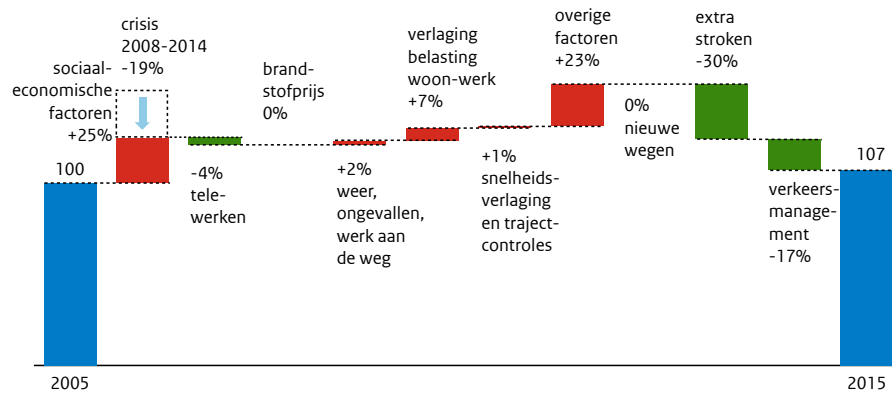 crisis
2008-2014
-19%
sociaal-
economische
factoren
+25%
100
-4%
tele-
werken
brand-
stofprijs
0%
+2%
weer,
ongevallen,
werk aan
de weg
verlaging
belasting
woon-werk
+7%
+1%
snelheids-
verlaging
en traject-
controles
overige
factoren
+23%
0%
nieuwe
wegen
extra
stroken
-30%
verkeers-
manage-
ment
-17%
107
2005
2015